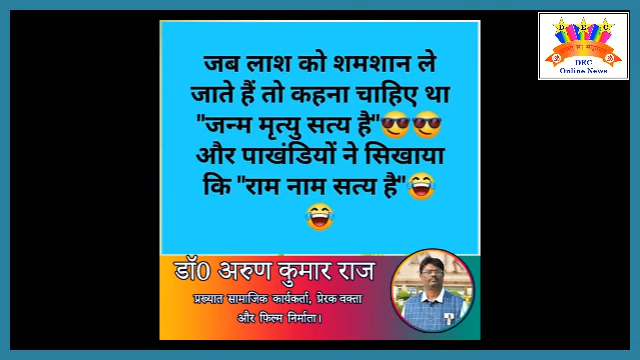 D E C
DKC
Online News
जब लाश को शमशान ले
जाते हैं तो कहना चाहिए था
"जन्म मृत्यु सत्य है"😎😎
और पाखंडियों ने सिखाया
कि "राम नाम सत्य है"😂
😂
डॉ0 अरुण कुमार राज
प्रख्यात सामाजिक कार्यकर्ता, प्रेरक वक्ता
और फिल्म निर्माता।